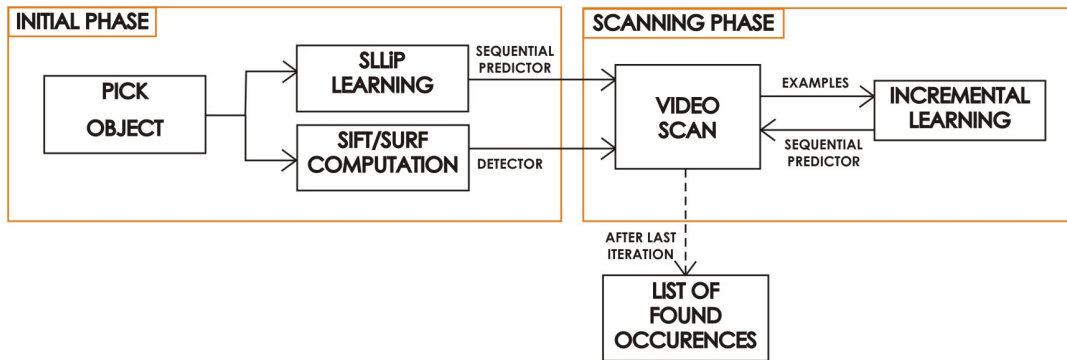 INITIAL PHASE
PICK
OBJECT
SLLiP
LEARNING
SIFT/SURF
COMPUTATION
SEQUENTIAL
PREDICTOR
DETECTOR
SCANNING PHASE
VIDEO
SCAN
EXAMPLES
SEQUENTIAL
PREDICTOR
INCREMENTAL
LEARNING
AFTER LAST
ITERATION
LIST OF
FOUND
OCCURENCES